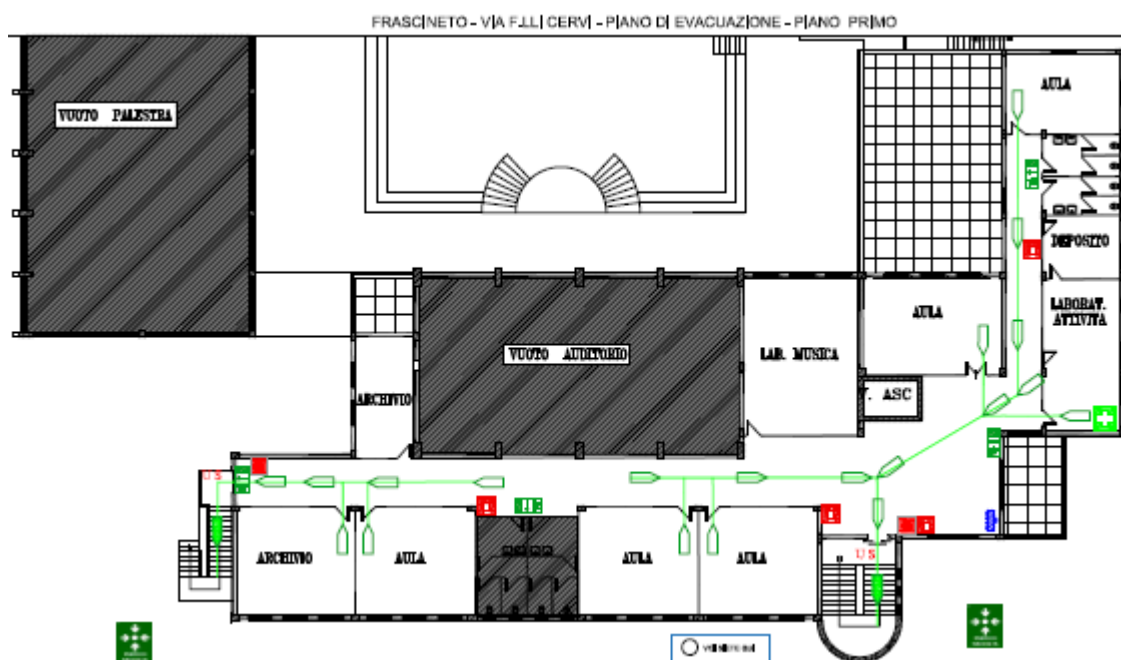 FRASCINETO - VIA F.LLI CERVI - PIANO DI EVACUAZIONE - PIANO PRIMO
AULA
VUOTO PALESTRA
DEPOSITO
LABORAT.
ATTIVITA
AULA
VUOTO AUDITORIO
LAB. MUSICA
V. ASC
ARCHIVIO
U S
U S
ARCHIVIO
AULA
AULA
AULA